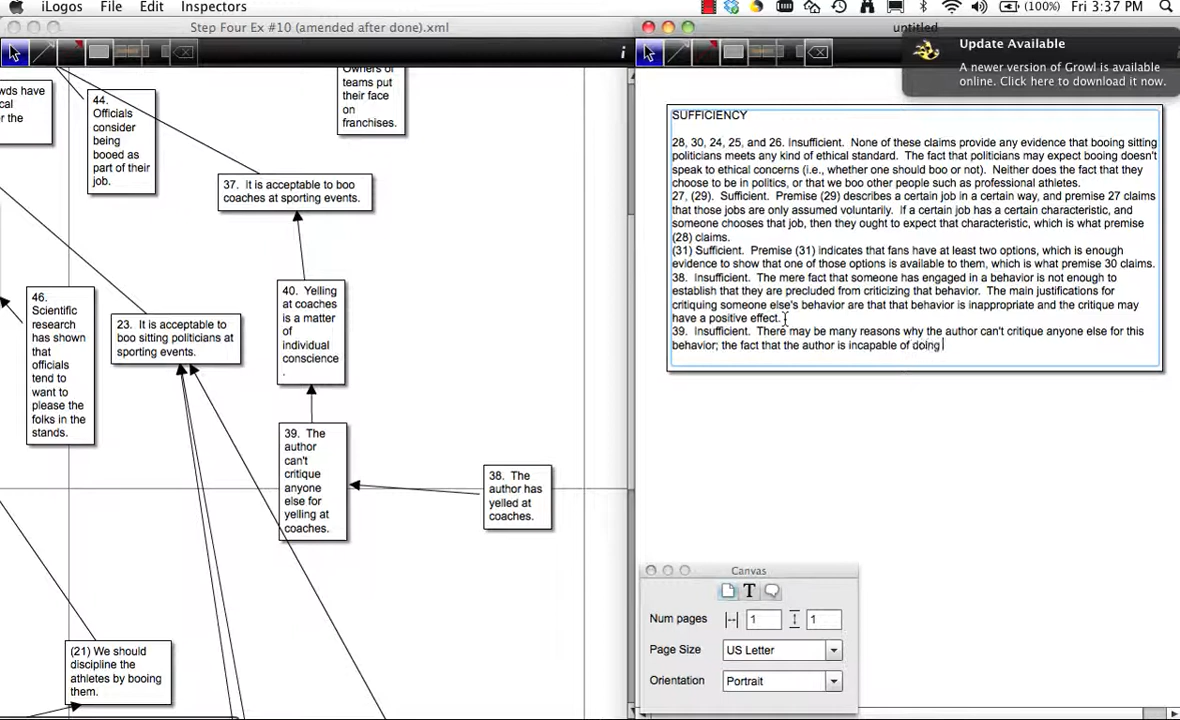 iLogos File Edit Inspectors
(100%) Fri 3:37 PM
Step Four Ex #10 (amended after done).xml
untitled
Update Available
A newer version of Growl is available
online. Click here to download it now.
wds have
cal
r the
44.
Officials
consider
being
booed as
part of their
job.
Owners of
teams put
their face
on
franchises.
37. It is acceptable to boo
coaches at sporting events.
40. Yelling
at coaches
is a matter
of
individual
conscience
.
46.
Scientific
research
has shown
that
officials
tend to
want to
please the
folks in the
stands.
23. It is acceptable to
boo sitting politicians at
sporting events.
39. The
author
can't
critique
anyone
else for
yelling at
coaches.
38. The
author has
yelled at
coaches.
(21) We should
discipline the
athletes by booing
them.
SUFFICIENCY
28, 30, 24, 25, and 26. Insufficient. None of these claims provide any evidence that booing sitting
politicians meets any kind of ethical standard. The fact that politicians may expect booing doesn't
speak to ethical concerns (i.e., whether one should boo or not). Neither does the fact that they
choose to be in politics, or that we boo other people such as professional athletes.
27, (29). Sufficient. Premise (29) describes a certain job in a certain way, and premise 27 claims
that those jobs are only assumed voluntarily. If a certain job has a certain characteristic, and
someone chooses that job, then they ought to expect that characteristic, which is what premise
(28) claims.
(31) Sufficient. Premise (31) indicates that fans have at least two options, which is enough
evidence to show that one of those options is available to them, which is what premise 30 claims.
38. Insufficient. The mere fact that someone has engaged in a behavior is not enough to
establish that they are precluded from criticizing that behavior. The main justifications for
critiquing someone else's behavior are that that behavior is inappropriate and the critique may
have a positive effect.
39. Insufficient. There may be many reasons why the author can't critique anyone else for this
behavior; the fact that the author is incapable of doing
Canvas
T
Num pages 1 1
Page Size US Letter
Orientation Portrait